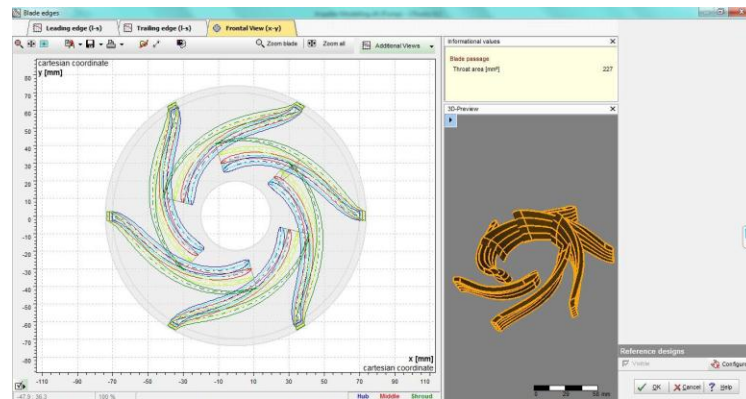 Blade edges
Leading edge (l-s)
Trailing edge (l-s)
Frontal View (x-y)
Zoom blade
Zoom all
Additional Views
cartesian coordinate
y [mm]
80
70
60
50
40
30
20
10
0
-10
-20
-30
-40
-50
-60
-70
-80
x [mm]
cartesian coordinate
-110
-90
-70
-50
-30
-10
10
30
50
70
90
110
-47.9 : 36.3
100 %
Hub
Middle
Shroud
Informational values
Blade passage
Throat area [mm²]
227
3D-Preview
0
50 mm
Reference designs
Visible
Configure
OK
Cancel
Help